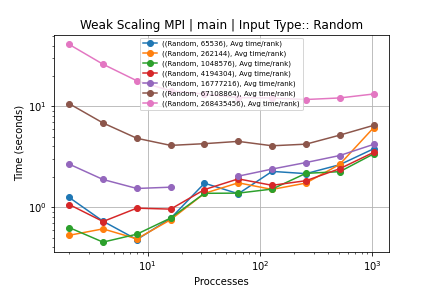 Weak Scaling MPI | main | Input Type:: Random
((Random, 65536), Avg time/rank)
((Random, 262144), Avg time/rank)
((Random, 1048576), Avg time/rank)
((Random, 4194304), Avg time/rank)
((Random, 16777216), Avg time/rank)
((Random, 67108864), Avg time/rank)
((Random, 268435456), Avg time/rank)
Time (seconds)
10¹
10⁰
10¹
10²
10³
Proccesses